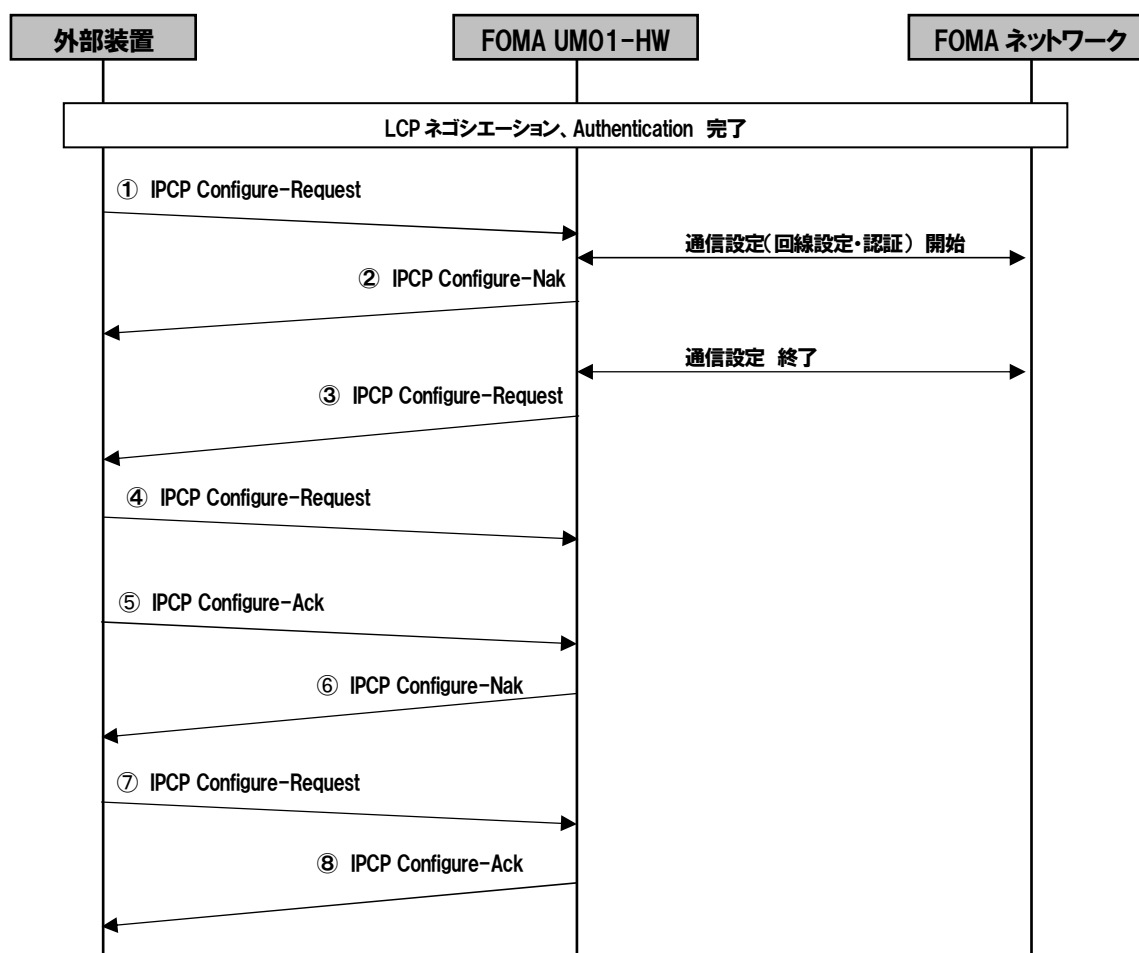 外部装置
FOMA UM01-HW
FOMA ネットワーク
LCP ネゴシエーション、Authentication 完了
① IPCP Configure-Request
通信設定(回線設定・認証) 開始
② IPCP Configure-Nak
通信設定 終了
③ IPCP Configure-Request
④ IPCP Configure-Request
⑤ IPCP Configure-Ack
⑥ IPCP Configure-Nak
⑦ IPCP Configure-Request
⑧ IPCP Configure-Ack